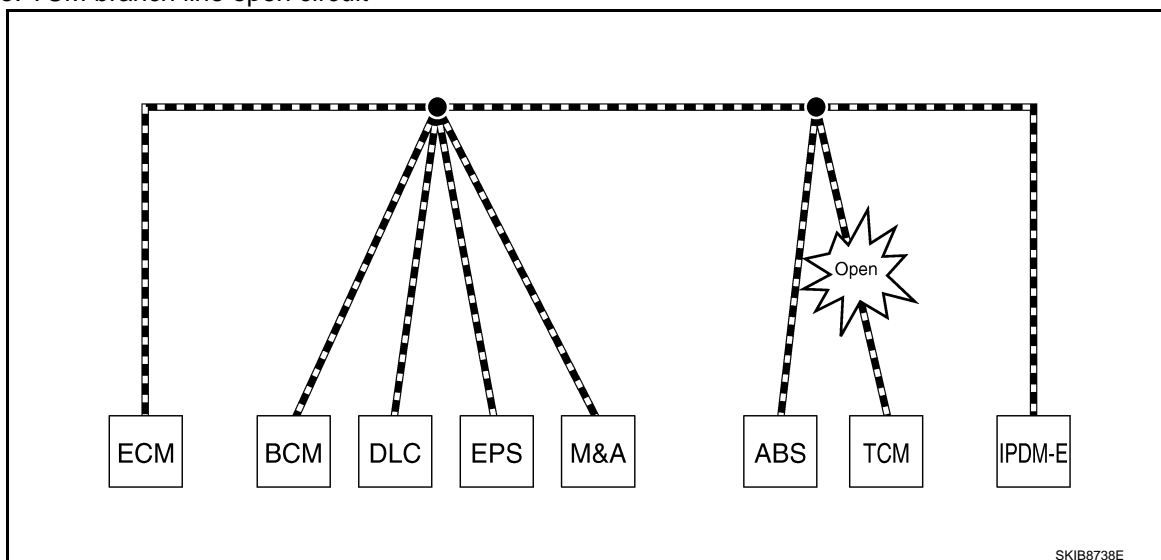 TCM branch line open circuit
Open
ECM BCM DLC EPS M&A ABS TCM IPDM-E
SKIB8738E